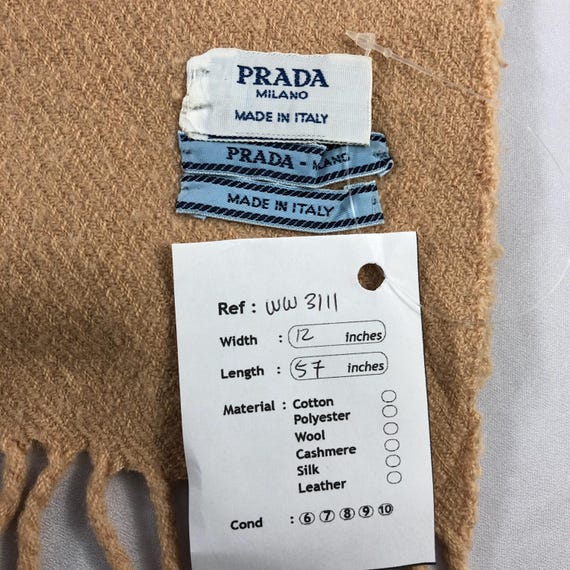 PRADA
MILANO
MADE IN ITALY
PRADA - MILANO
MADE IN ITALY
Ref : WW 3111
Width : 12 inches
Length : 57 inches
Material : Cotton
Polyester
Wool
Cashmere
Silk
Leather
Cond : 6 7 8 9 10